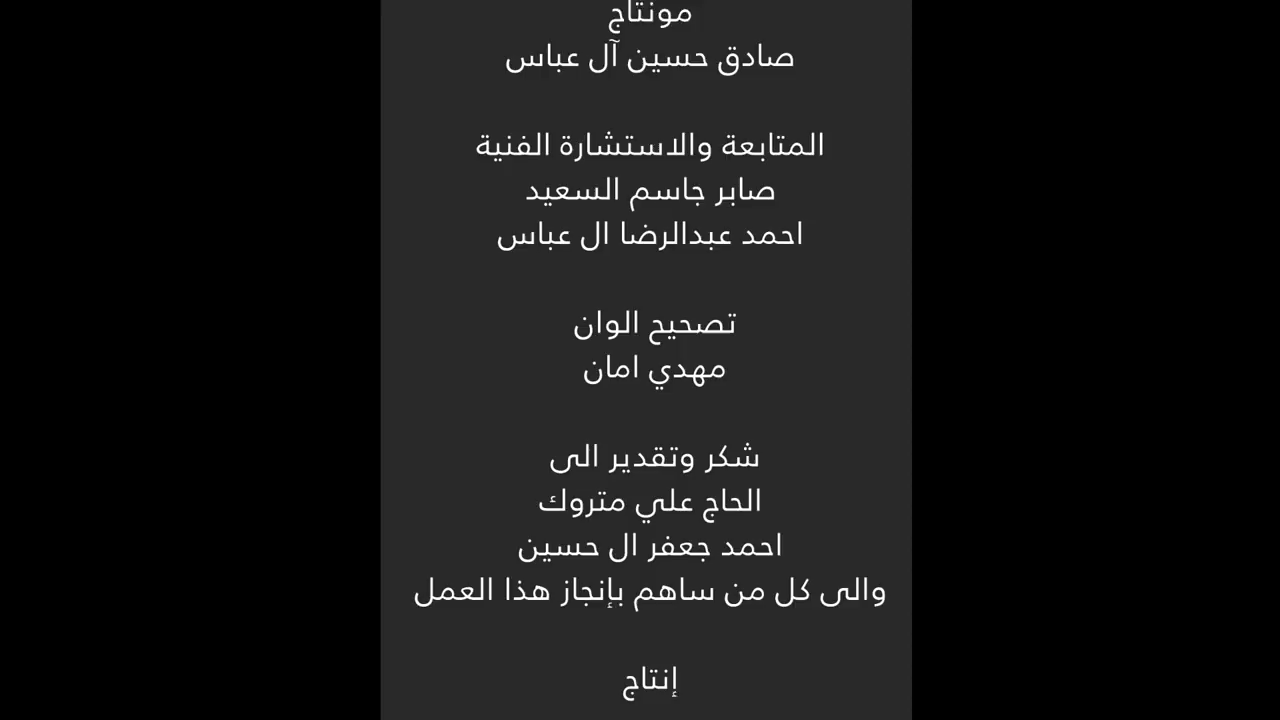 مونتاج
صادق حسين آل عباس
المتابعة والاستشارة الفنية
صابر جاسم السعيد
احمد عبدالرضا ال عباس
تصحيح الوان
مهدي امان
شكر وتقدير الى
الحاج علي متروك
احمد جعفر ال حسين
والى كل من ساهم بإنجاز هذا العمل
إنتاج